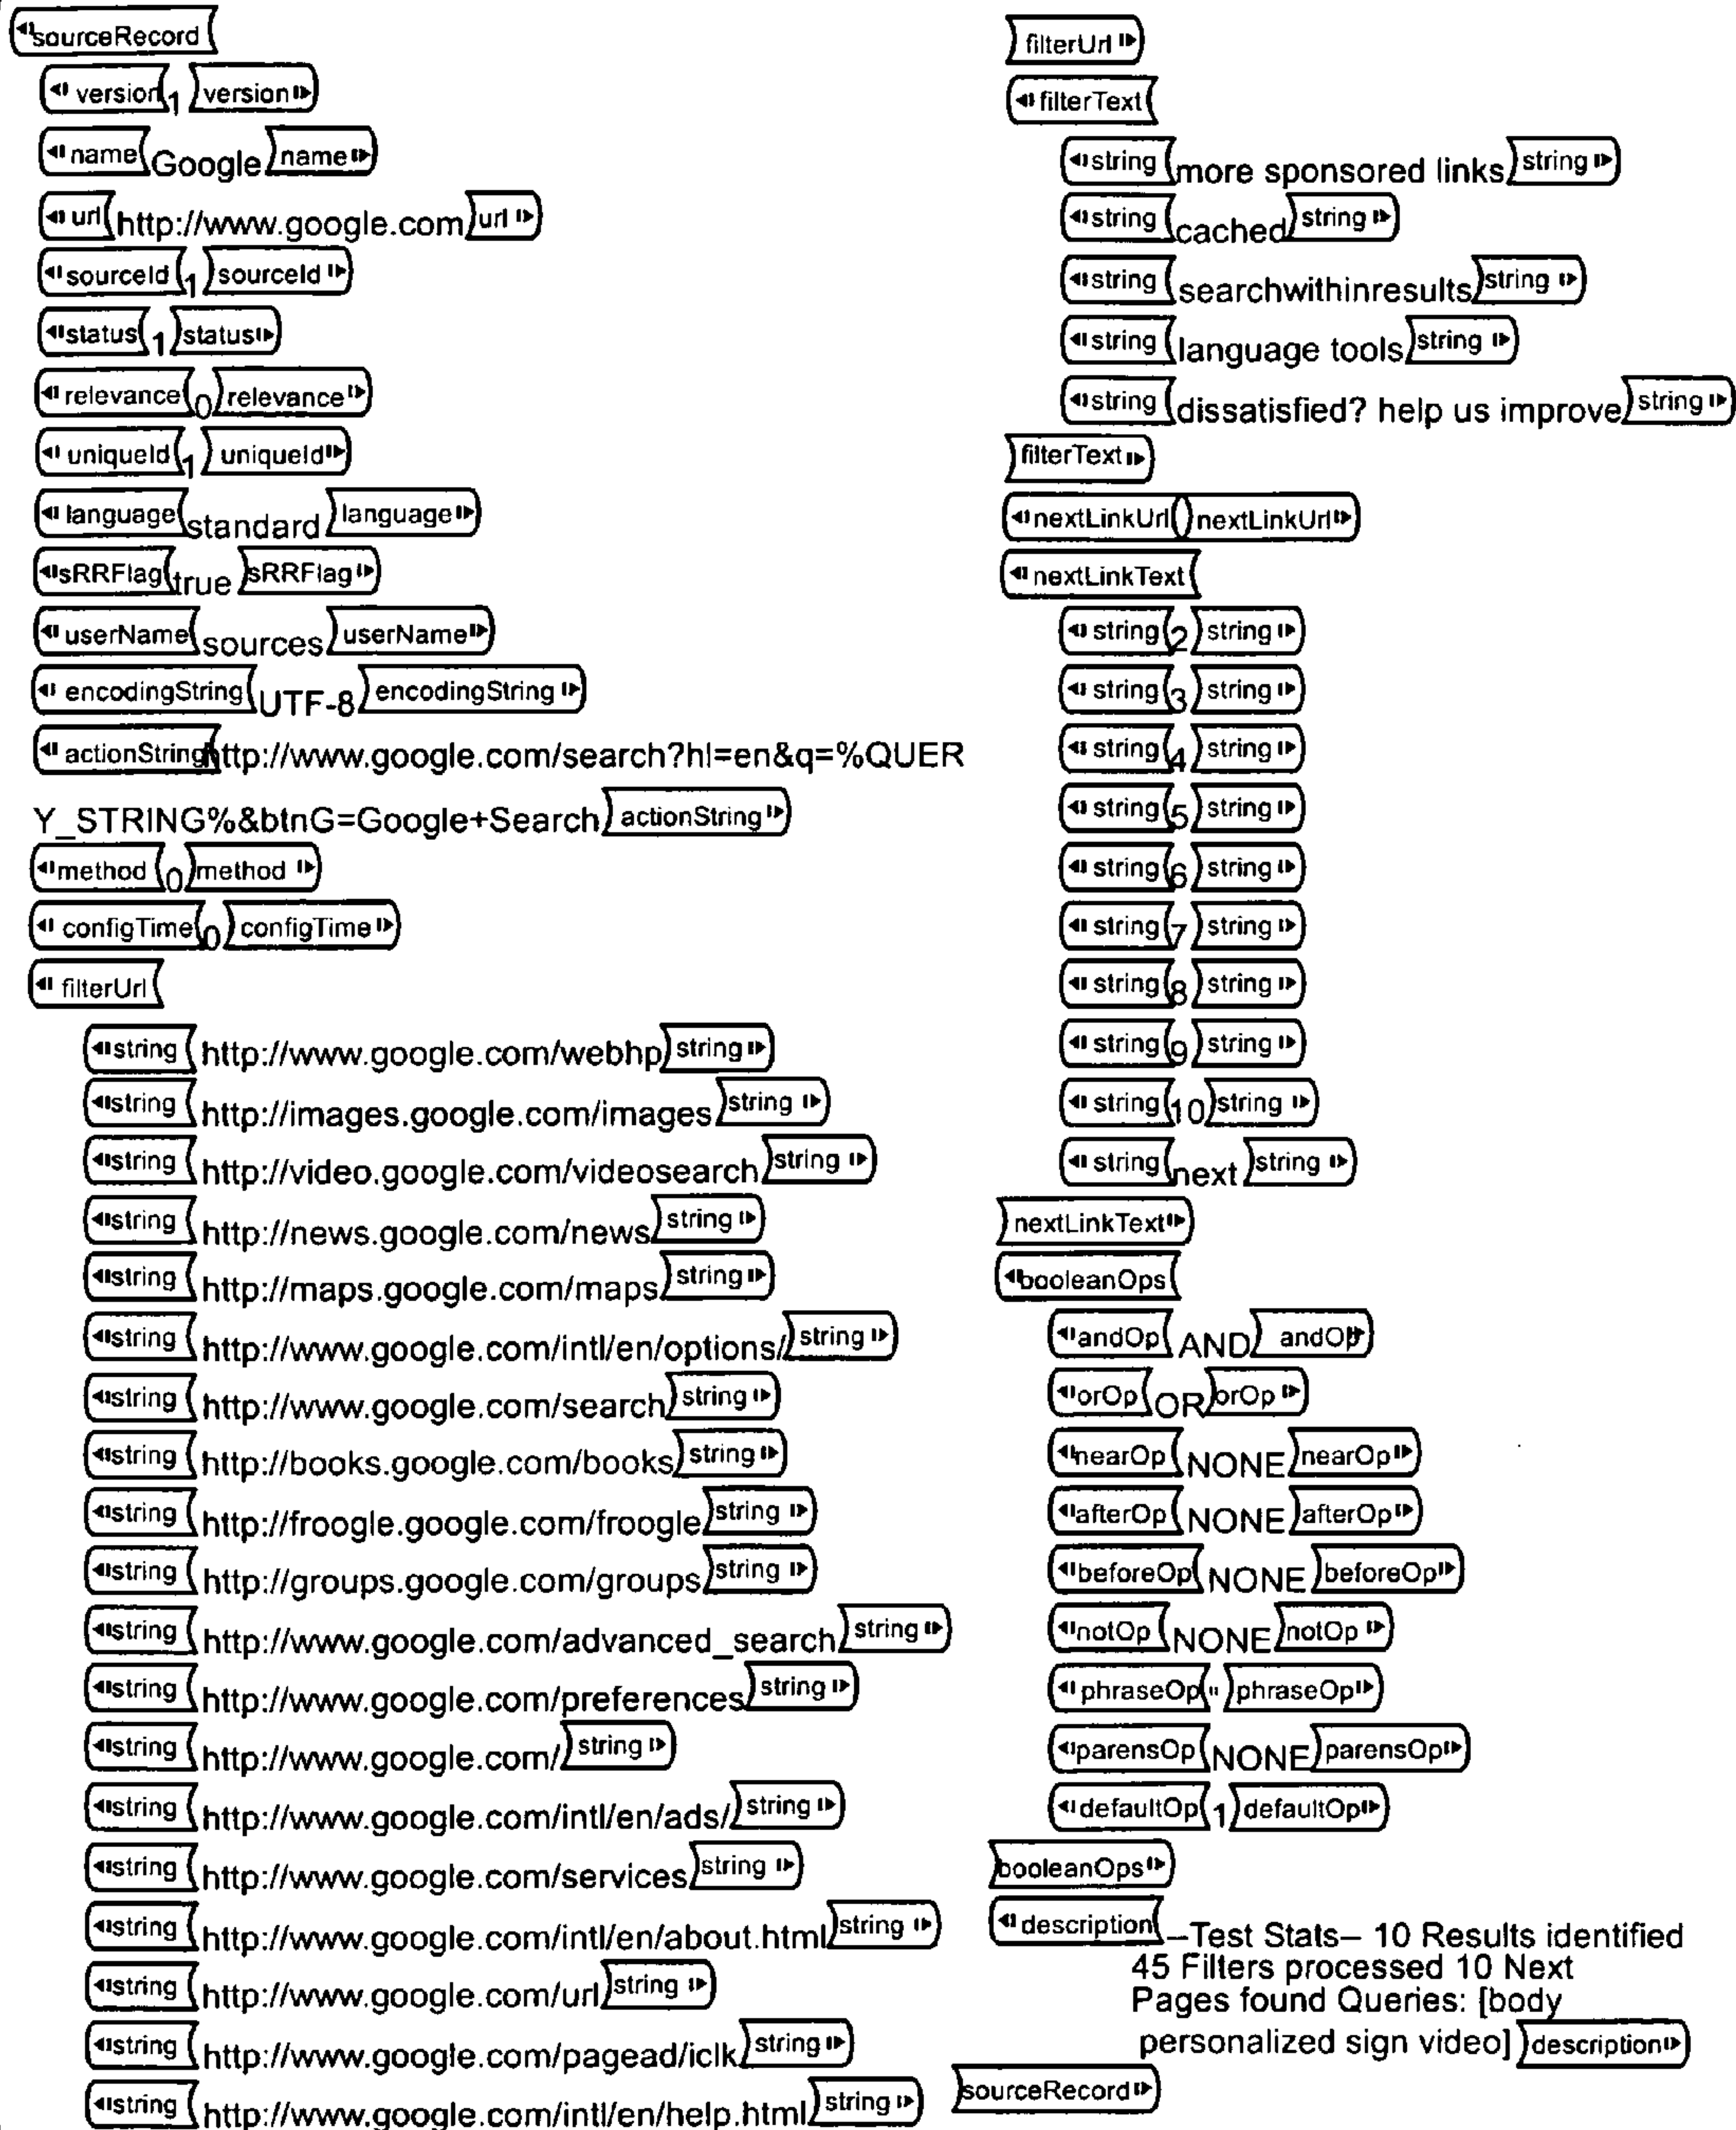 sourceRecord
version 1 version
name Google name
url http://www.google.com url
sourceId 1 sourceId
status 1 status
relevance 0 relevance
uniqueId 1 uniqueId
language standard language
sRRFlag true sRRFlag
userName sources userName
encodingString UTF-8 encodingString
actionString http://www.google.com/search?hl=en&q=%QUER
Y_STRING%&btnG=Google+Search actionString
method 0 method
configTime 0 configTime
filterUrl
string http://www.google.com/webhp string
string http://images.google.com/images string
string http://video.google.com/videosearch string
string http://news.google.com/news string
string http://maps.google.com/maps string
string http://www.google.com/intl/en/options/ string
string http://www.google.com/search string
string http://books.google.com/books string
string http://froogle.google.com/froogle string
string http://groups.google.com/groups string
string http://www.google.com/advanced_search string
string http://www.google.com/preferences string
string http://www.google.com/ string
string http://www.google.com/intl/en/ads/ string
string http://www.google.com/services string
string http://www.google.com/intl/en/about.html string
string http://www.google.com/url string
string http://www.google.com/pagead/iclk string
string http://www.google.com/intl/en/help.html string
filterUrl
filterText
string more sponsored links string
string cached string
string searchwithinresults string
string language tools string
string dissatisfied? help us improve string
filterText
nextLinkUrl nextLinkUrl
nextLinkText
string 2 string
string 3 string
string 4 string
string 5 string
string 6 string
string 7 string
string 8 string
string 9 string
string 10 string
string next string
nextLinkText
booleanOps
andOp AND andOp
orOp OR orOp
nearOp NONE nearOp
afterOp NONE afterOp
beforeOp NONE beforeOp
notOp NONE notOp
phraseOp " phraseOp
parensOp NONE parensOp
defaultOp 1 defaultOp
booleanOps
description –Test Stats– 10 Results identified
45 Filters processed 10 Next
Pages found Queries: [body
personalized sign video] description
sourceRecord